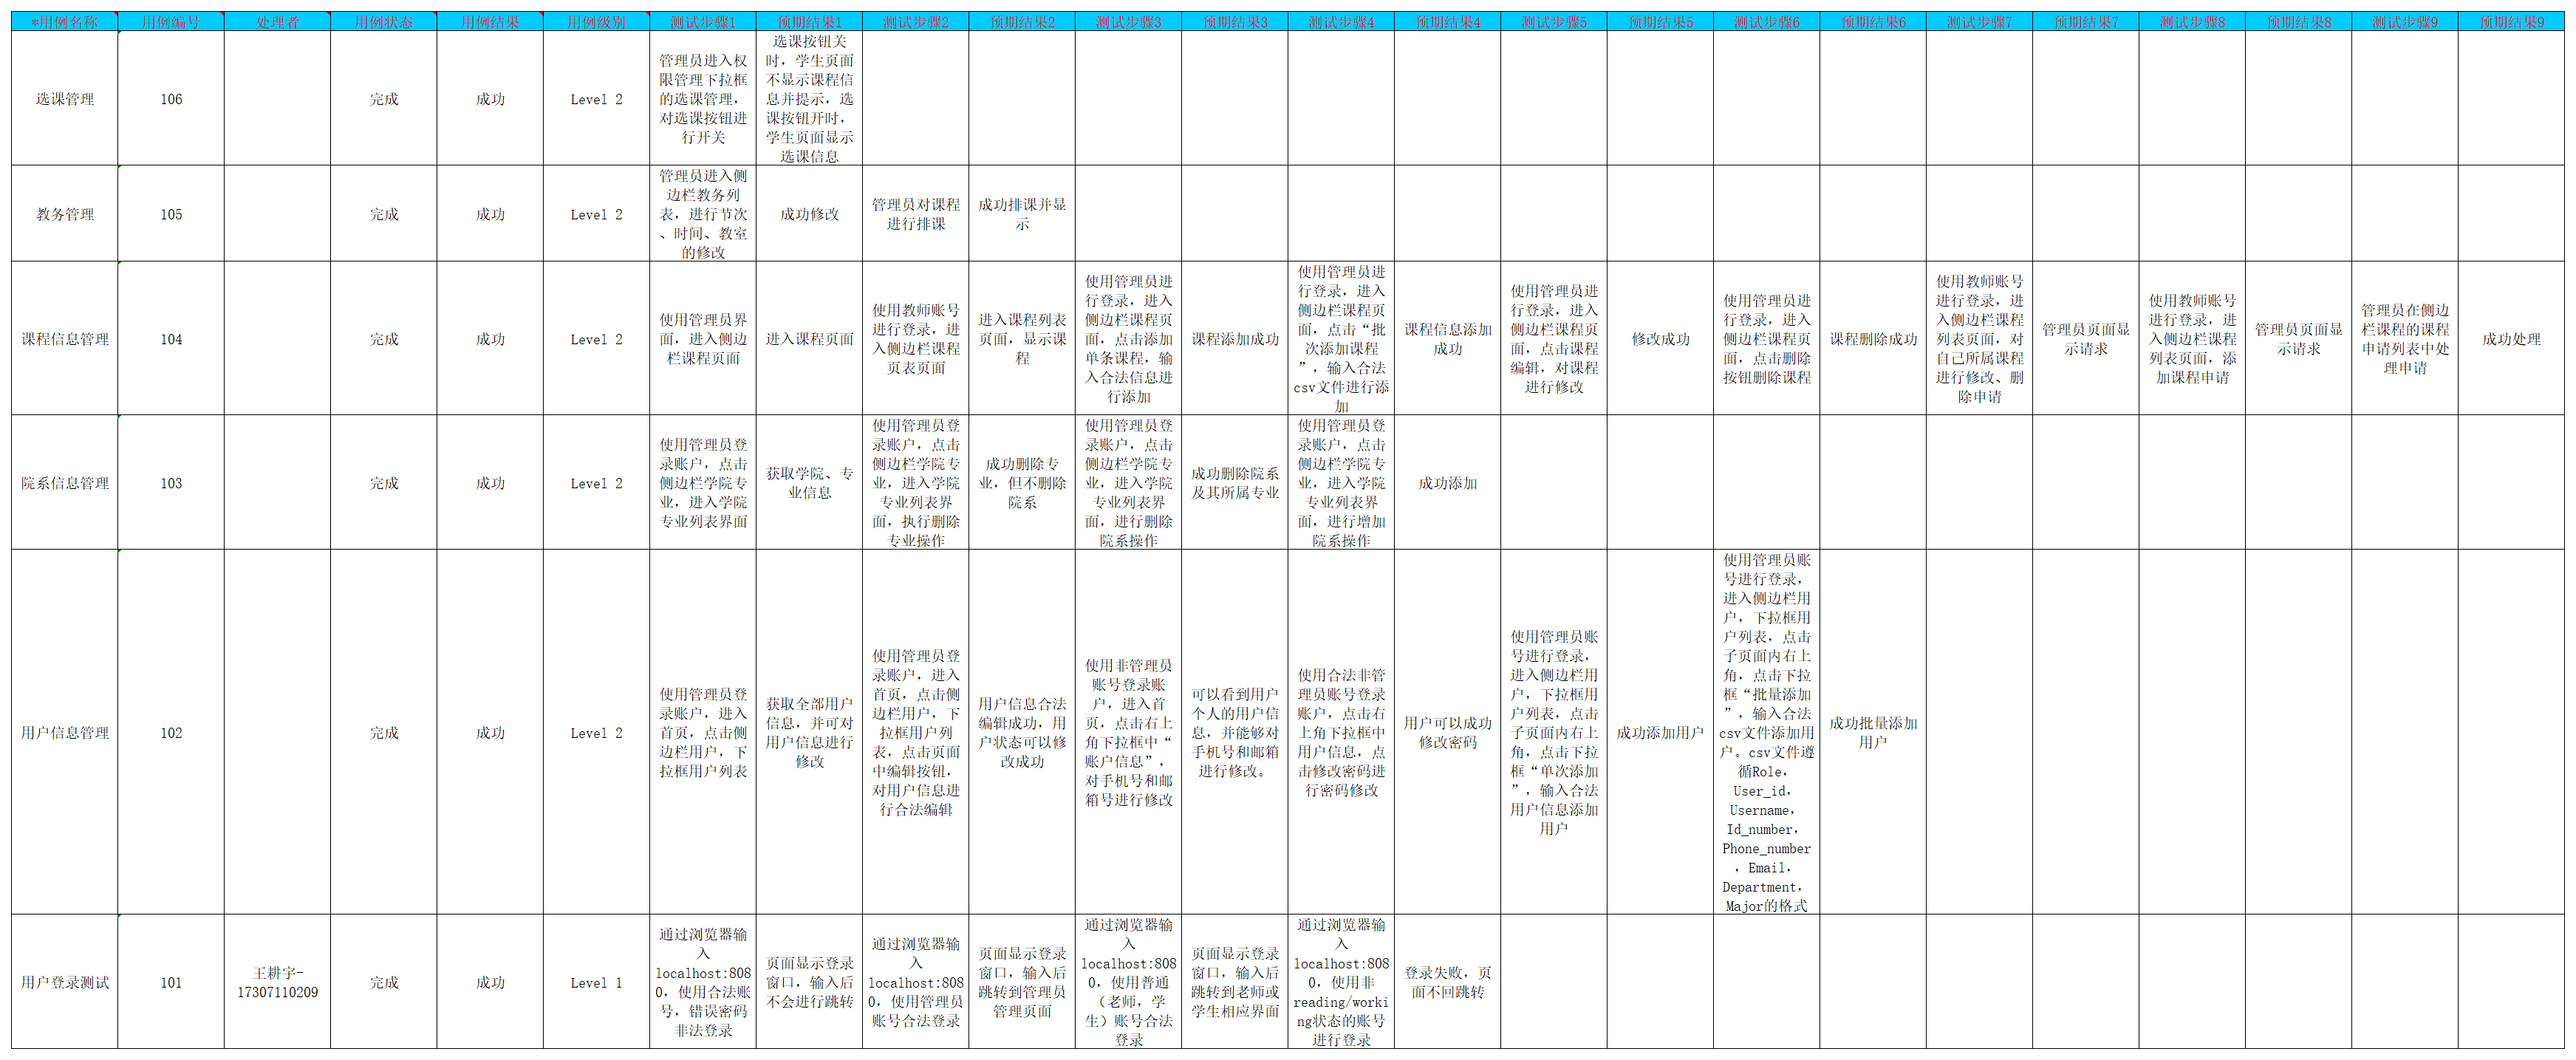 *用例名称 用例编号 处理者 用例状态 用例结果 用例级别 测试步骤1 预期结果1 测试步骤2 预期结果2 测试步骤3 预期结果3 测试步骤4 预期结果4 测试步骤5 预期结果5 测试步骤6 预期结果6 测试步骤7 预期结果7 测试步骤8 预期结果8 测试步骤9 预期结果9
选课管理
106
完成
成功
Level 2
管理员进入权
限管理下拉框
的选课管理，
对选课按钮进
行开关
选课按钮关
时，学生页面
不显示课程信
息并提示，选
课按钮开时，
学生页面显示
选课信息
教务管理
105
完成
成功
Level 2
管理员进入侧
边栏教务列
表，进行节次
、时间、教室
的修改
成功修改
管理员对课程
进行排课
成功排课并显
示
课程信息管理
104
完成
成功
Level 2
使用管理员界
面，进入侧边
栏课程页面
进入课程页面
使用教师账号
进行登录，进
入侧边栏课程
页表页面
进入课程列表
页面，显示课
程
使用管理员进
行登录，进入
侧边栏课程页
面，点击添加
单条课程，输
入合法信息进
行添加
课程添加成功
使用管理员进
行登录，进入
侧边栏课程页
面，点击“批
次添加课程
”，输入合法
csv文件进行添
加
课程信息添加
成功
使用管理员进
行登录，进入
侧边栏课程页
面，点击课程
编辑，对课程
进行修改
修改成功
使用管理员进
行登录，进入
侧边栏课程页
面，点击删除
按钮删除课程
课程删除成功
使用教师账号
进行登录，进
入侧边栏课程
列表页面，对
自己所属课程
进行修改、删
除申请
管理员页面显
示请求
使用教师账号
进行登录，进
入侧边栏课程
列表页面，添
加课程申请
管理员页面显
示请求
管理员在侧边
栏课程的课程
申请列表中处
理申请
成功处理
院系信息管理
103
完成
成功
Level 2
使用管理员登
录账户，点击
侧边栏学院专
业，进入学院
专业列表界面
获取学院、专
业信息
使用管理员登
录账户，点击
侧边栏学院专
业，进入学院
专业列表界
面，执行删除
专业操作
成功删除专
业，但不删除
院系
使用管理员登
录账户，点击
侧边栏学院专
业，进入学院
专业列表界
面，进行删除
院系操作
成功删除院系
及其所属专业
使用管理员登
录账户，点击
侧边栏学院专
业，进入学院
专业列表界
面，进行增加
院系操作
成功添加
用户信息管理
102
完成
成功
Level 2
使用管理员登
录账户，进入
首页，点击侧
边栏用户，下
拉框用户列表
获取全部用户
信息，并可对
用户信息进行
修改
使用管理员登
录账户，进入
首页，点击侧
边栏用户，下
拉框用户列
表，点击页面
中编辑按钮，
对用户信息进
行合法编辑
用户信息合法
编辑成功，用
户状态可以修
改成功
使用非管理员
账号登录账
户，进入首
页，点击右上
角下拉框中“
账户信息”，
对手机号和邮
箱号进行修改
可以看到用户
个人的用户信
息，并能够对
手机号和邮箱
进行修改。
使用合法非管
理员账号登录
账户，点击右
上角下拉框中
用户信息，点
击修改密码进
行密码修改
用户可以成功
修改密码
使用管理员账
号进行登录，
进入侧边栏用
户，下拉框用
户列表，点击
子页面内右上
角，点击下拉
框“单次添加
”，输入合法
用户信息添加
用户
成功添加用户
使用管理员账
号进行登录，
进入侧边栏用
户，下拉框用
户列表，点击
子页面内右上
角，点击下拉
框“批量添加
”，输入合法
csv文件添加用
户。csv文件遵
循Role，
User_id，
Username，
Id_number，
Phone_number
，Email，
Department，
Major的格式
成功批量添加
用户
用户登录测试
101
王耕宇-
17307110209
完成
成功
Level 1
通过浏览器输
入
localhost:808
0，使用合法账
号，错误密码
非法登录
页面显示登录
窗口，输入后
不会进行跳转
通过浏览器输
入
localhost:808
0，使用管理员
账号合法登录
页面显示登录
窗口，输入后
跳转到管理员
管理页面
通过浏览器输
入
localhost:808
0，使用普通
（老师，学
生）账号合法
登录
页面显示登录
窗口，输入后
跳转到老师或
学生相应界面
通过浏览器输
入
localhost:808
0，使用非
reading/worki
ng状态的账号
进行登录
登录失败，页
面不回跳转